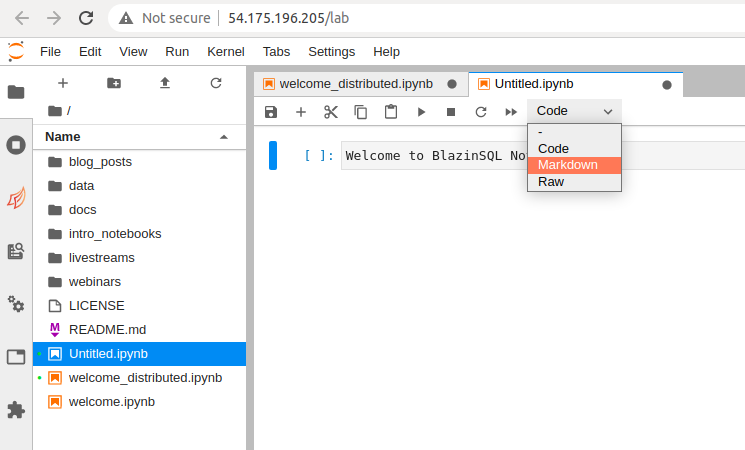 Not secure | 54.175.196.205/lab
File Edit View Run Kernel Tabs Settings Help
welcome_distributed.ipynb
Untitled.ipynb
/
Code
Name
-
Code
Markdown
Raw
[ ]: Welcome to BlazinSQL
blog_posts
data
docs
intro_notebooks
livestreams
webinars
LICENSE
M README.md
Untitled.ipynb
welcome_distributed.ipynb
welcome.ipynb